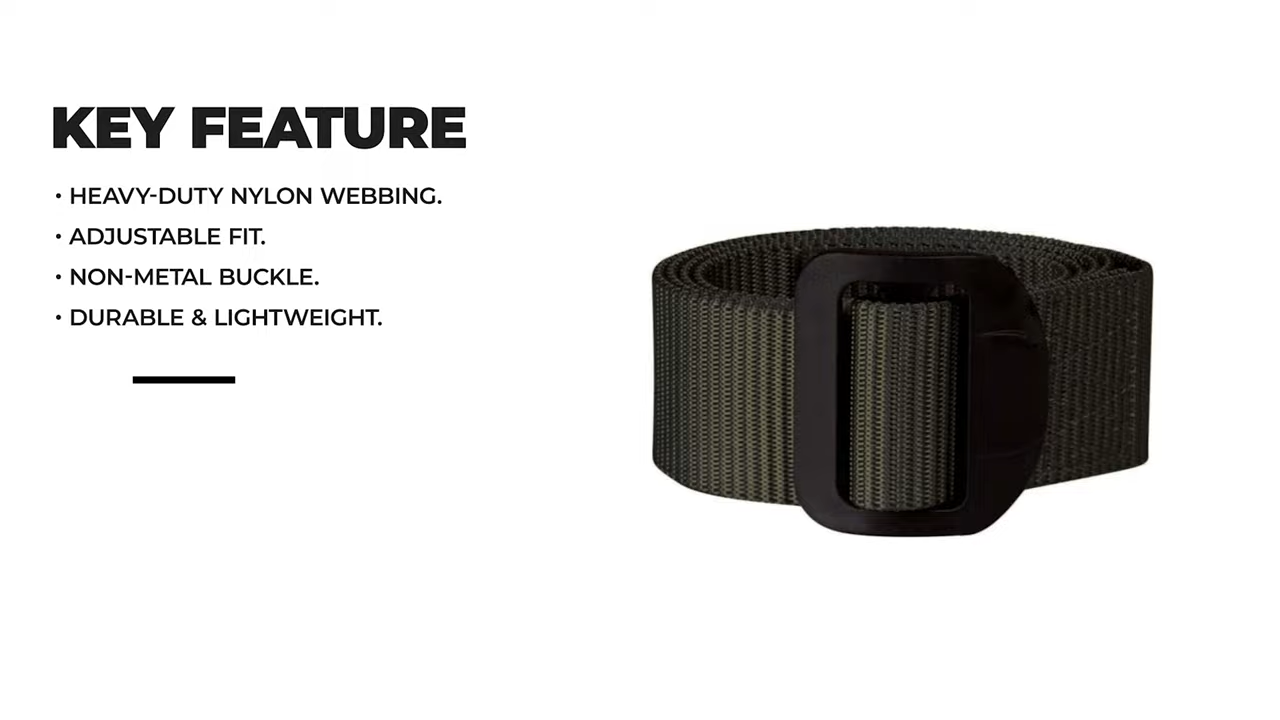 KEY FEATURE
• HEAVY-DUTY NYLON WEBBING.
• ADJUSTABLE FIT.
• NON-METAL BUCKLE.
• DURABLE & LIGHTWEIGHT.